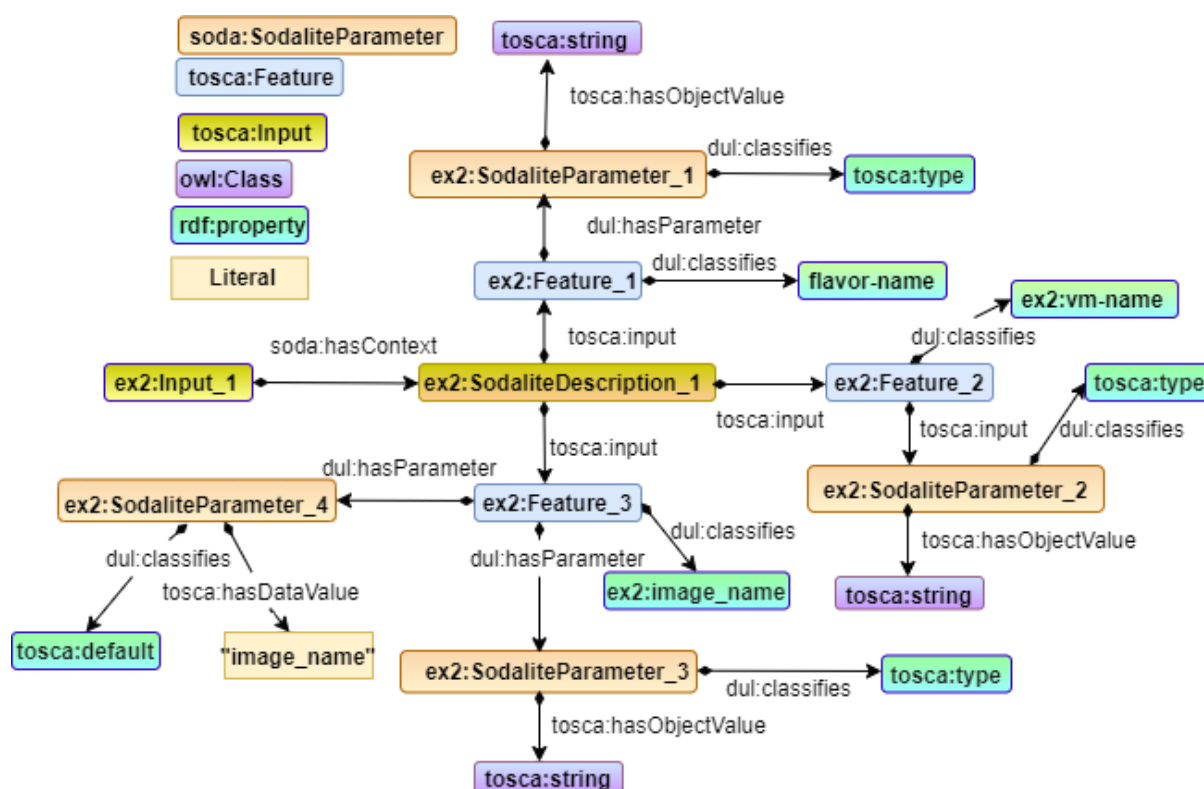 soda:SodaliteParameter
tosca:string
tosca:Feature
tosca:hasObjectValue
tosca:Input
dul:classifies
owl:Class
ex2:SodaliteParameter_1
tosca:type
rdf:property
dul:hasParameter
Literal
dul:classifies
ex2:Feature_1
flavor-name
ex2:vm-name
tosca:input
dul:classifies
soda:hasContext
ex2:Input_1
ex2:SodaliteDescription_1
ex2:Feature_2
tosca:type
tosca:input
tosca:input
dul:classifies
tosca:input
dul:hasParameter
ex2:SodaliteParameter_4
ex2:Feature_3
ex2:SodaliteParameter_2
dul:classifies
dul:classifies
dul:hasParameter
tosca:hasObjectValue
tosca:hasDataValue
ex2:image_name
tosca:string
tosca:default
"image_name"
ex2:SodaliteParameter_3
tosca:type
dul:classifies
tosca:hasObjectValue
tosca:string